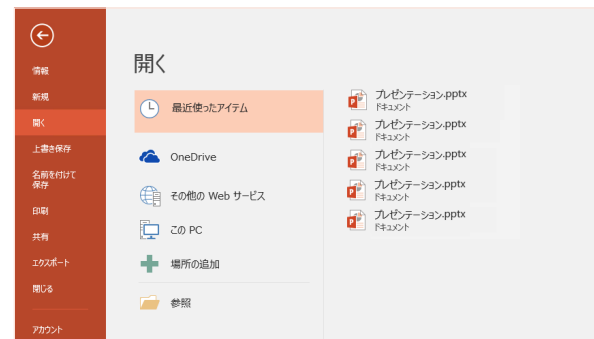 情報
新規
開く
上書き保存
名前を付けて
保存
印刷
共有
エクスポート
閉じる
アカウント
開く
最近使ったアイテム
OneDrive
その他の Web サービス
この PC
場所の追加
参照
プレゼンテーション.pptx
ドキュメント
プレゼンテーション.pptx
ドキュメント
プレゼンテーション.pptx
ドキュメント
プレゼンテーション.pptx
ドキュメント
プレゼンテーション.pptx
ドキュメント